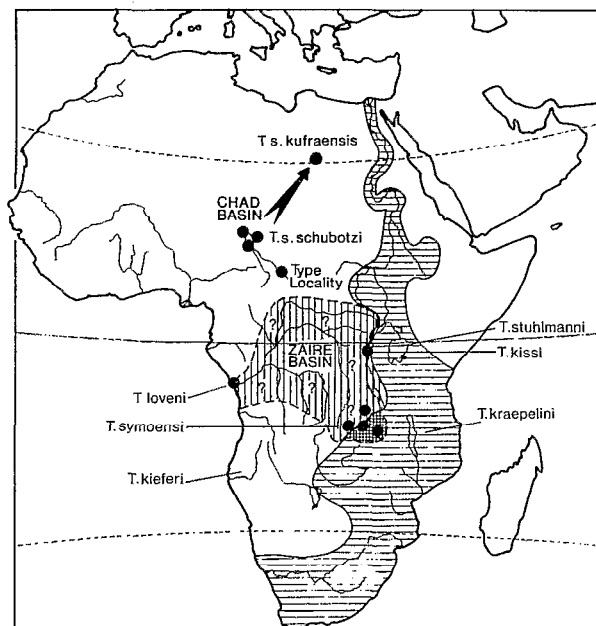 T s. kufraensis
CHAD
BASIN
T.s. schubotzi
Type
Locality
?
?
T.stuhlmanni
ZAIRE
BASIN
?
T.kissi
?
?
T loveni
?
T.kraepelini
T.symoensi
T.kieferi